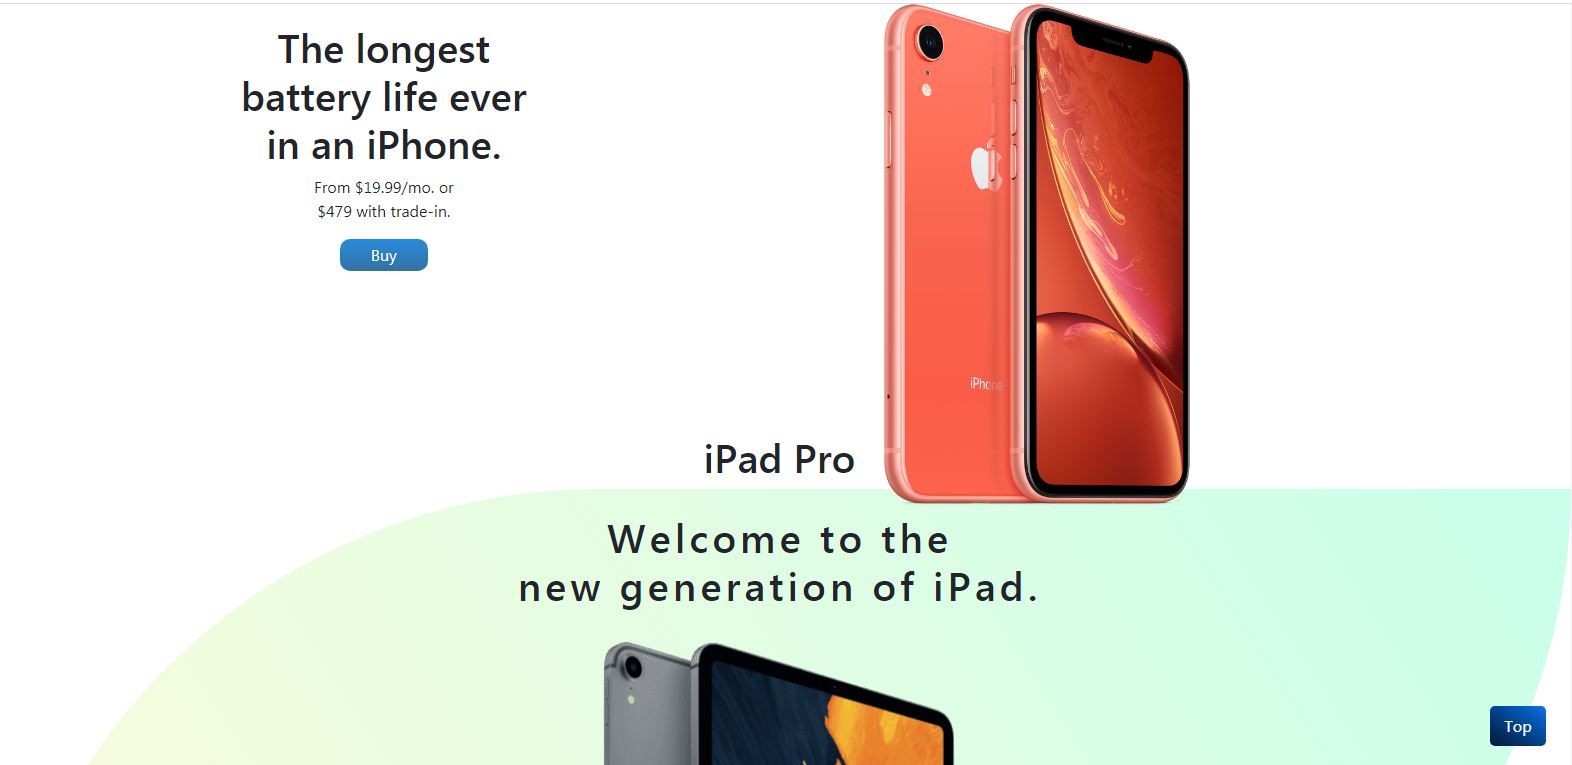 The longest
battery life ever
in an iPhone.
From $19.99/mo. or
$479 with trade-in.
Buy
iPhone
iPad Pro
Welcome to the
new generation of iPad.
Top